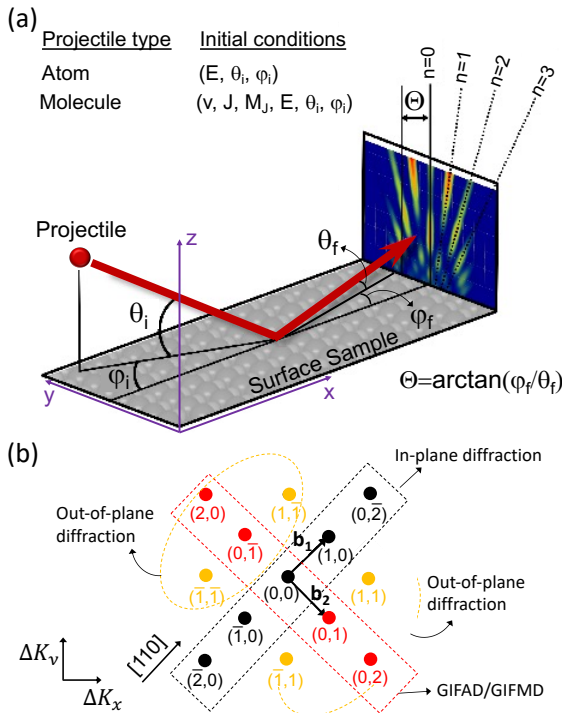 (a)
Projectile type Initial conditions
Atom (E, θi, φi)
Molecule (v, J, MJ, E, θi, φi)
n=0
n=1
n=2
n=3
Θ
Projectile
z
θf
θi
φf
φi
Surface Sample
y
x
Θ=arctan(φf/θf)
(b)
In-plane diffraction
Out-of-plane
diffraction
(2,0)
(1,1̅)
(0,2̅)
(0,1̅)
b1
(1,0)
(1̅,1̅)
(0,0)
b2
(1,1)
Out-of-plane
diffraction
(1̅,0)
(0,1)
[110]
(2̅,0)
(1̅,1)
(0,2)
ΔKν
ΔKx
GIFAD/GIFMD